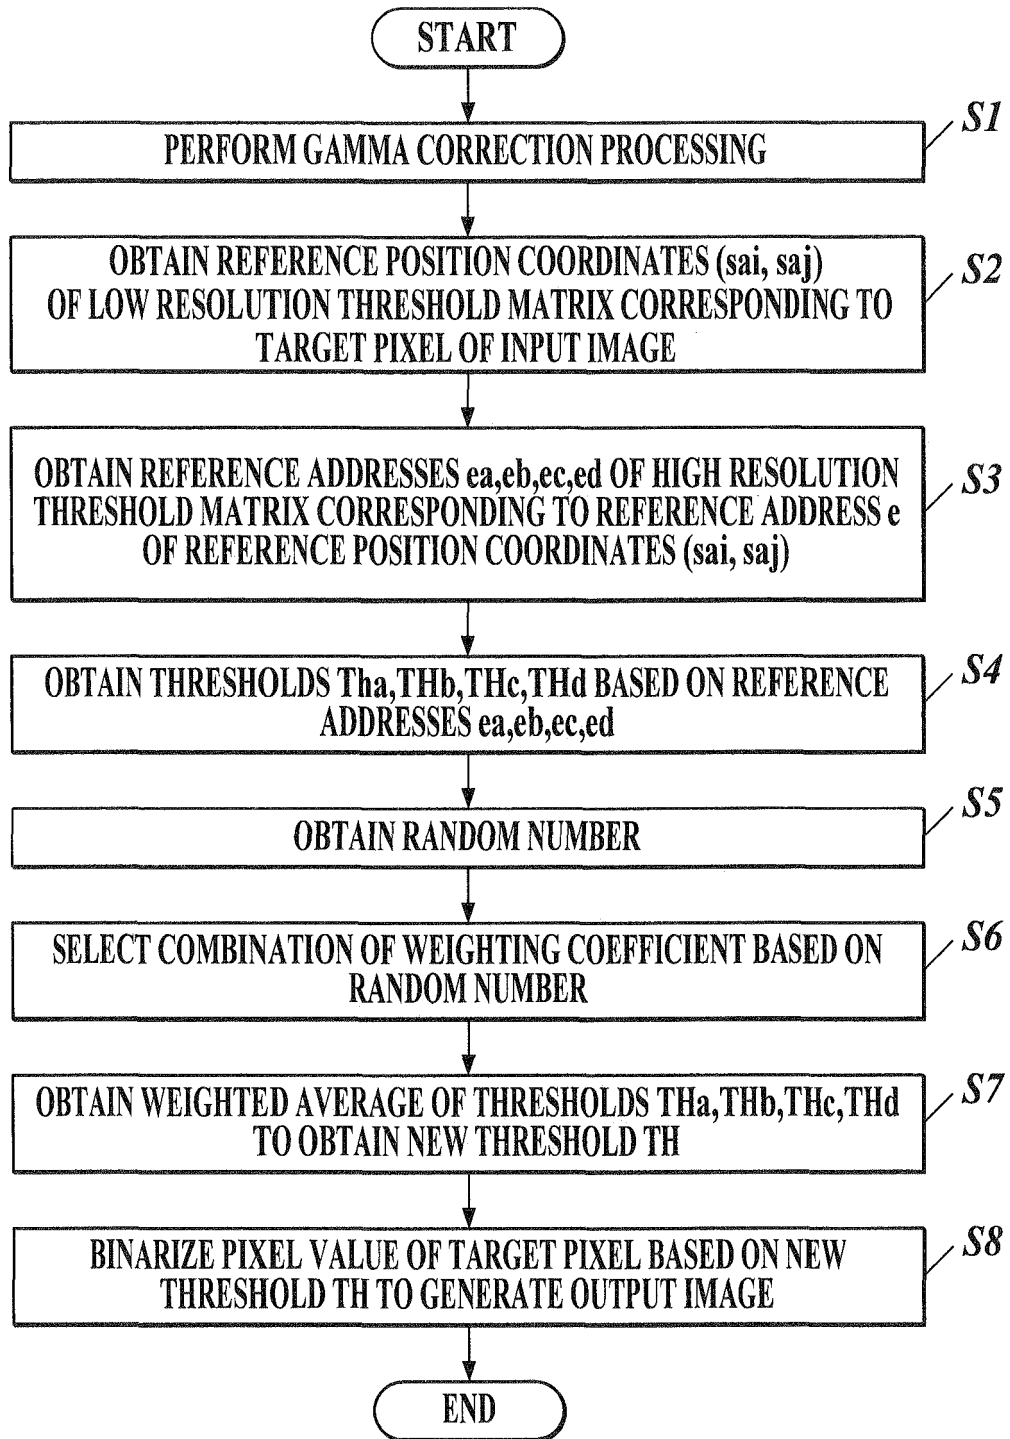 START
S1
PERFORM GAMMA CORRECTION PROCESSING
S2
OBTAIN REFERENCE POSITION COORDINATES (sai, saj)
OF LOW RESOLUTION THRESHOLD MATRIX CORRESPONDING TO
TARGET PIXEL OF INPUT IMAGE
S3
OBTAIN REFERENCE ADDRESSES ea,eb,ec,ed OF HIGH RESOLUTION
THRESHOLD MATRIX CORRESPONDING TO REFERENCE ADDRESS e
OF REFERENCE POSITION COORDINATES (sai, saj)
S4
OBTAIN THRESHOLDS Tha,THb,THc,THd BASED ON REFERENCE
ADDRESSES ea,eb,ec,ed
S5
OBTAIN RANDOM NUMBER
S6
SELECT COMBINATION OF WEIGHTING COEFFICIENT BASED ON
RANDOM NUMBER
S7
OBTAIN WEIGHTED AVERAGE OF THRESHOLDS THa,THb,THc,THd
TO OBTAIN NEW THRESHOLD TH
S8
BINARIZE PIXEL VALUE OF TARGET PIXEL BASED ON NEW
THRESHOLD TH TO GENERATE OUTPUT IMAGE
END